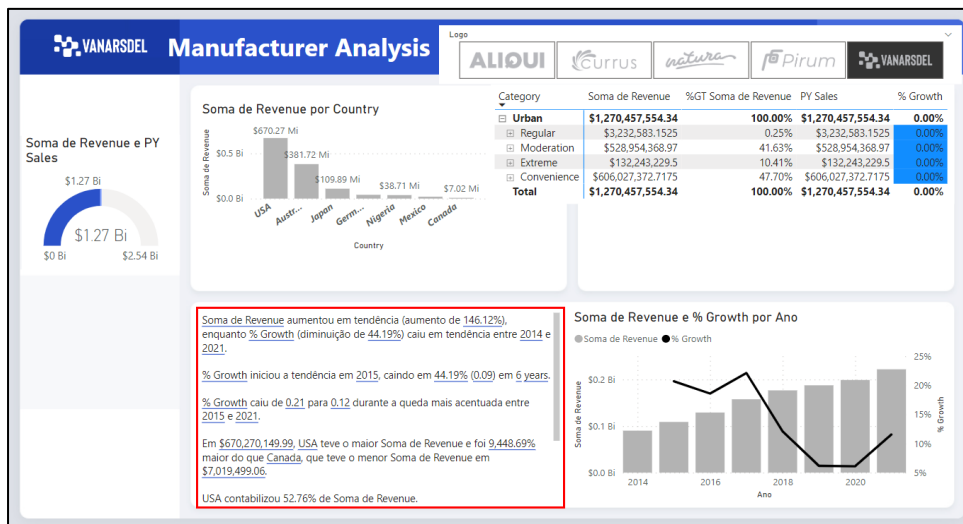 VANARSDEL
Manufacturer Analysis
Logo
ALIQUI
currus
natura
Pirum
VANARSDEL
Soma de Revenue e PY
Sales
$1.27 Bi
$1.27 Bi
$0 Bi
$2.54 Bi
Soma de Revenue por Country
Soma de Revenue
$0.5 Bi
$0.0 Bi
$670.27 Mi
$381.72 Mi
$109.89 Mi
$38.71 Mi
$7.02 Mi
USA
Austr...
Japan
Germ...
Nigeria
Mexico
Canada
Country
Category Soma de Revenue %GT Soma de Revenue PY Sales % Growth
Urban $1,270,457,554.34 100.00% $1,270,457,554.34 0.00%
Regular $3,232,583.1525 0.25% $3,232,583.1525 0.00%
Moderation $528,954,368.97 41.63% $528,954,368.97 0.00%
Extreme $132,243,229.5 10.41% $132,243,229.5 0.00%
Convenience $606,027,372.7175 47.70% $606,027,372.7175 0.00%
Total $1,270,457,554.34 100.00% $1,270,457,554.34 0.00%
Soma de Revenue aumentou em tendência (aumento de 146.12%),
enquanto % Growth (diminuição de 44.19%) caiu em tendência entre 2014 e
2021.
% Growth iniciou a tendência em 2015, caindo em 44.19% (0.09) em 6 years.
% Growth caiu de 0.21 para 0.12 durante a queda mais acentuada entre
2015 e 2021.
Em $670,270,149.99, USA teve o maior Soma de Revenue e foi 9,448.69%
maior do que Canada, que teve o menor Soma de Revenue em
$7,019,499.06.
USA contabilizou 52.76% de Soma de Revenue.
Soma de Revenue e % Growth por Ano
Soma de Revenue % Growth
Soma de Revenue
$0.2 Bi
$0.1 Bi
$0.0 Bi
25%
20%
15%
10%
5%
% Growth
2014
2016
2018
2020
Ano